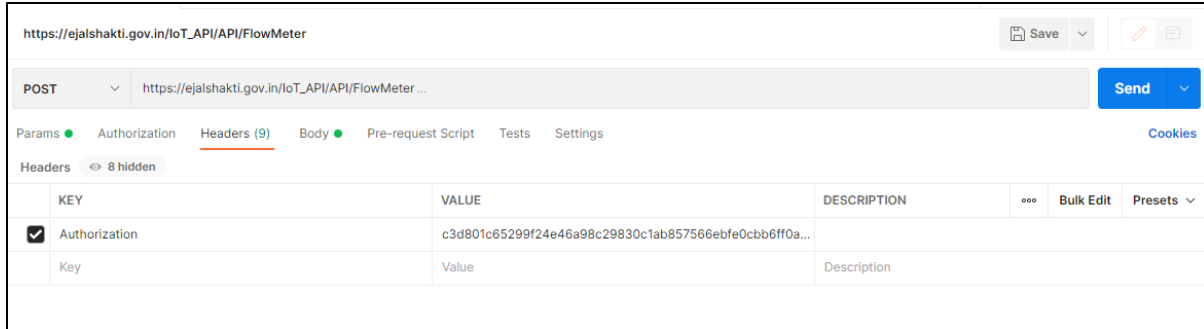 https://ejalshakti.gov.in/IoT_API/API/FlowMeter
Save
POST
https://ejalshakti.gov.in/IoT_API/API/FlowMeter ...
Send
Params Authorization Headers (9) Body Pre-request Script Tests Settings Cookies
Headers 8 hidden
KEY VALUE DESCRIPTION ooo Bulk Edit Presets
Authorization c3d801c65299f24e46a98c29830c1ab857566ebfe0cbb6ff0a...
Key Value Description